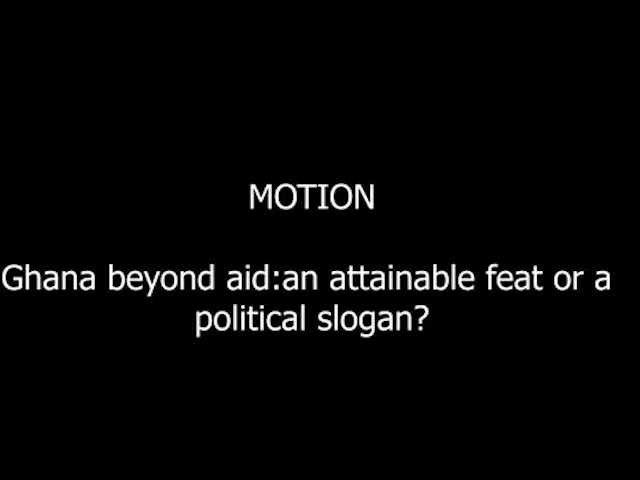 MOTION
Ghana beyond aid:an attainable feat or a
political slogan?